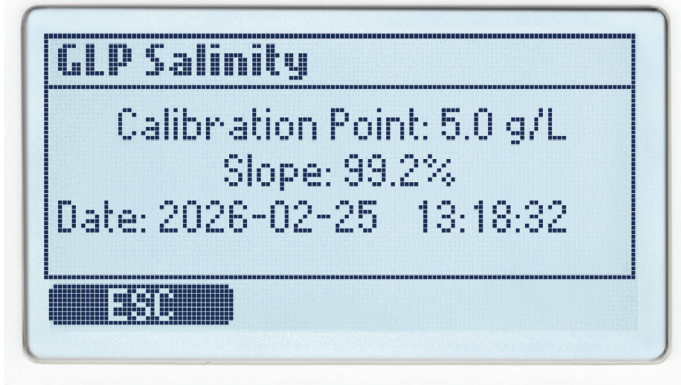 GLP Salinity
Calibration Point: 5.0 g/L
Slope: 99.2%
Date: 2026-02-25 13:18:32
ESC